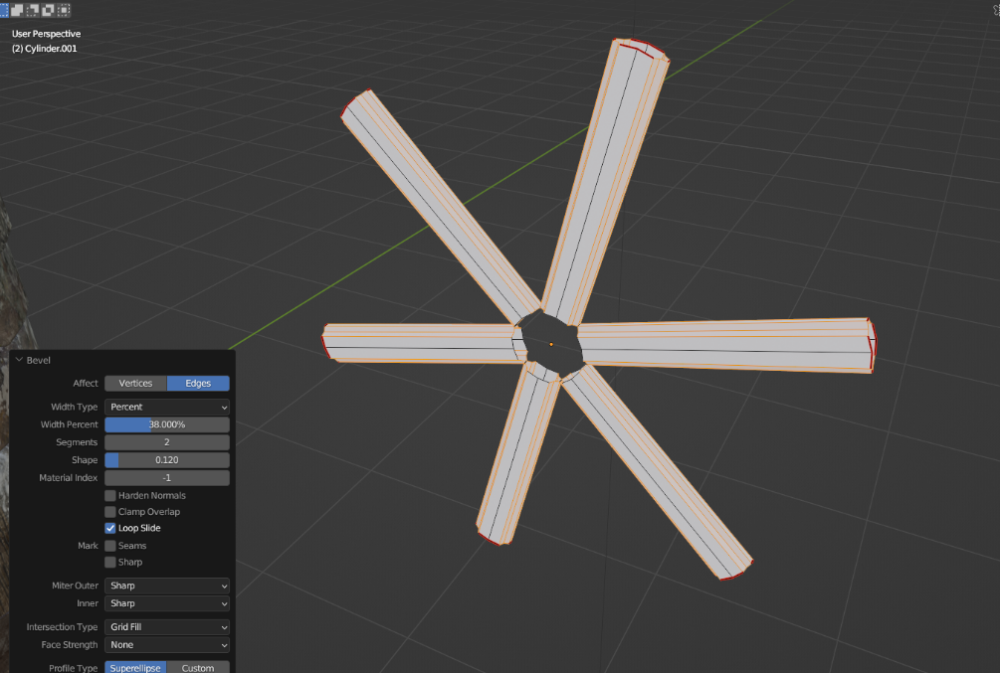 User Perspective
(2) Cylinder.001
Bevel
Affect Vertices Edges
Width Type Percent
Width Percent 38.000%
Segments 2
Shape 0.120
Material Index -1
Harden Normals
Clamp Overlap
Loop Slide
Mark Seams
Sharp
Miter Outer Sharp
Inner Sharp
Intersection Type Grid Fill
Face Strength None
Profile Type Superellipse Custom